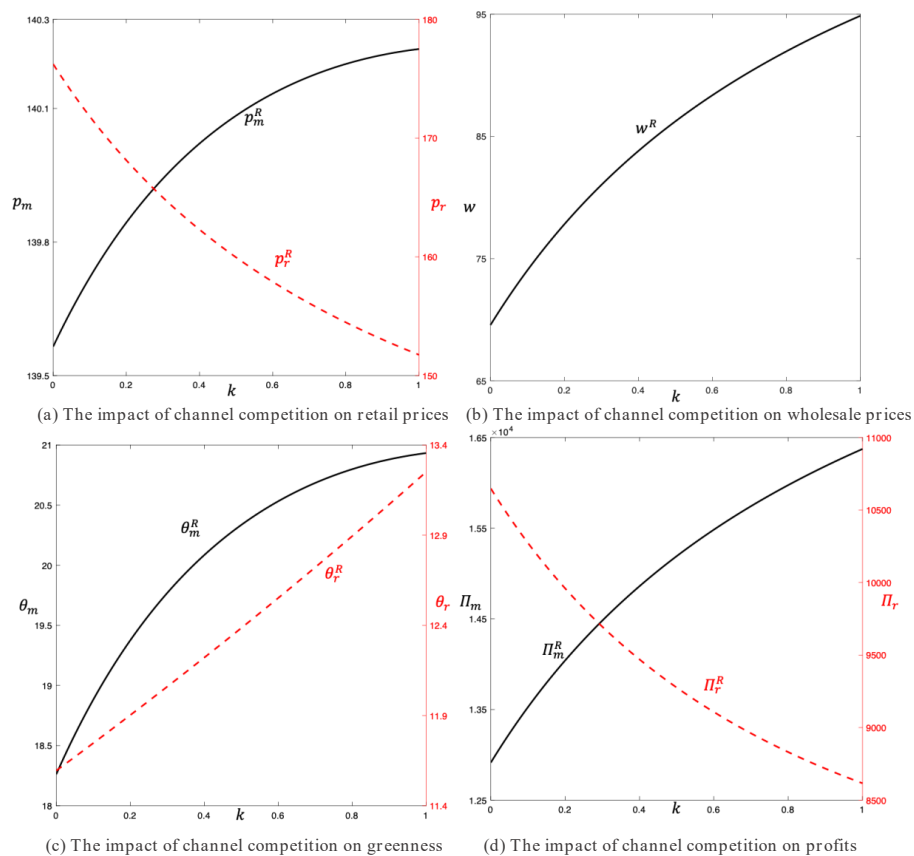 140.3
140.1
139.8
139.5
p_m
p_m^R
p_r^R
180
170
160
150
p_r
0 0.2 0.4 0.6 0.8 1
k
(a) The impact of channel competition on retail prices
95
85
75
65
w
w^R
0 0.2 0.4 0.6 0.8 1
k
(b) The impact of channel competition on wholesale prices
21
20.5
20
19.5
19
18.5
18
θ_m
θ_m^R
θ_r^R
13.4
12.9
12.4
11.9
11.4
θ_r
0 0.2 0.4 0.6 0.8 1
k
(c) The impact of channel competition on greenness
×10⁴
1.65
1.55
1.45
1.35
1.25
Π_m
Π_m^R
Π_r^R
11000
10500
10000
9500
9000
8500
Π_r
0 0.2 0.4 0.6 0.8 1
k
(d) The impact of channel competition on profits